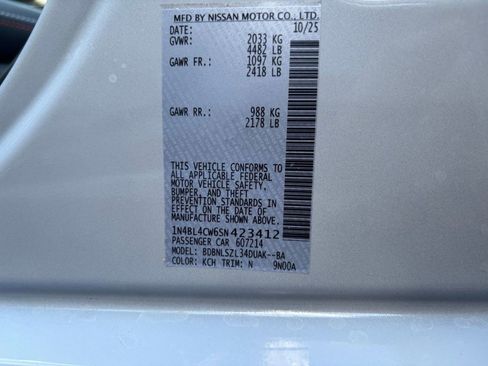 MFD BY NISSAN MOTOR CO., LTD.
DATE: 10/25
GVWR: 2033 KG
4482 LB
GAWR FR.: 1097 KG
2418 LB
GAWR RR.: 988 KG
2178 LB
THIS VEHICLE CONFORMS TO
ALL APPLICABLE FEDERAL
MOTOR VEHICLE SAFETY,
BUMPER, AND THEFT
PREVENTION STANDARDS IN
EFFECT ON THE DATE OF
MANUFACTURE SHOWN ABOVE.
1N4BL4CW6SN423412
PASSENGER CAR 607214
MODEL: BDBNLSZL34DUAK--BA
COLOR: KCH TRIM: N 9N00A